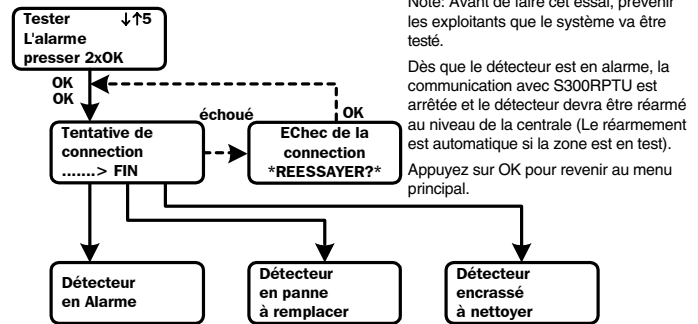 Note: Avant de faire cet essai, prévenir
les exploitants que le système va être
testé.
Dès que le détecteur est en alarme, la
communication avec S300RPTU est
arrêtée et le détecteur devra être réarmé
au niveau de la centrale (Le réarmement
est automatique si la zone est en test).
Appuyez sur OK pour revenir au menu
principal.
Tester ↓↑5
L'alarme
presser 2xOK
OK
OK
Tentative de
connection
.......> FIN
échoué
OK
EChec de la
connection
*REESSAYER?*
Détecteur
en Alarme
Détecteur
en panne
à remplacer
Détecteur
encrassé
à nettoyer